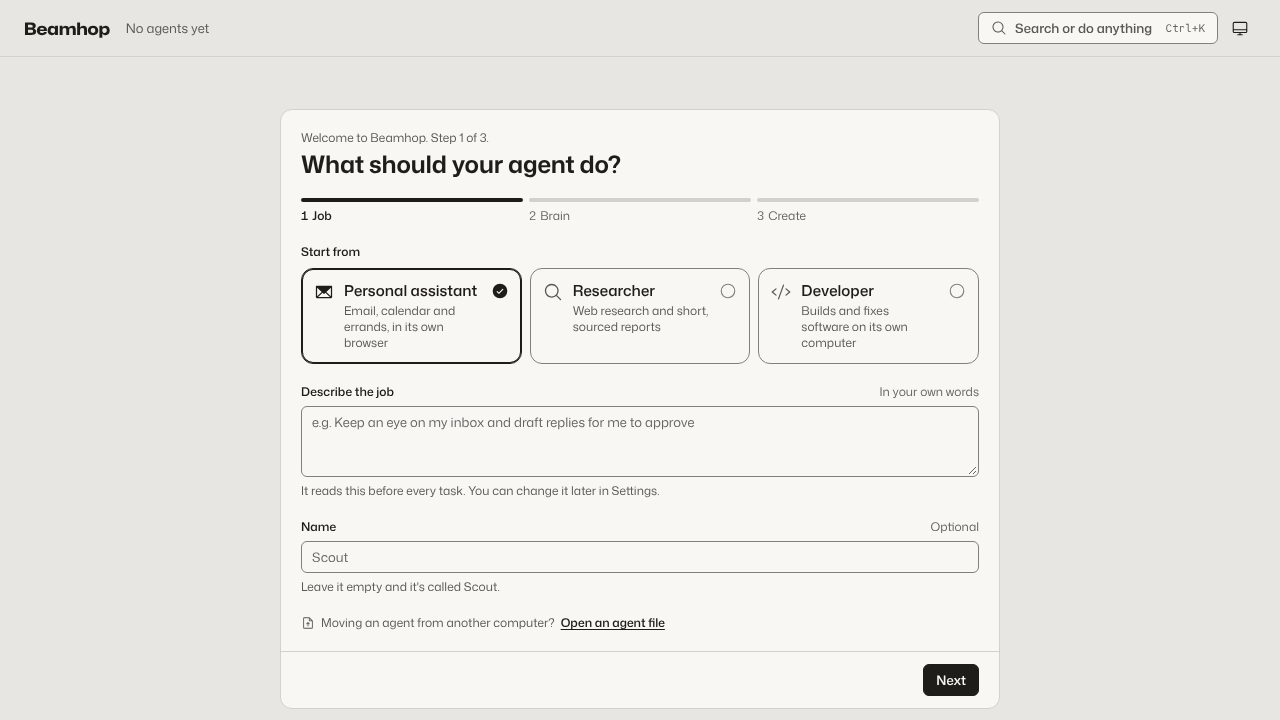 Beamhop
No agents yet
Search or do anything
Ctrl+K
Welcome to Beamhop. Step 1 of 3.
What should your agent do?
1 Job
2 Brain
3 Create
Start from
Personal assistant
Email, calendar and
errands, in its own
browser
Researcher
Web research and short,
sourced reports
Developer
Builds and fixes
software on its own
computer
Describe the job
In your own words
e.g. Keep an eye on my inbox and draft replies for me to approve
It reads this before every task. You can change it later in Settings.
Name
Optional
Scout
Leave it empty and it's called Scout.
Moving an agent from another computer? Open an agent file
Next